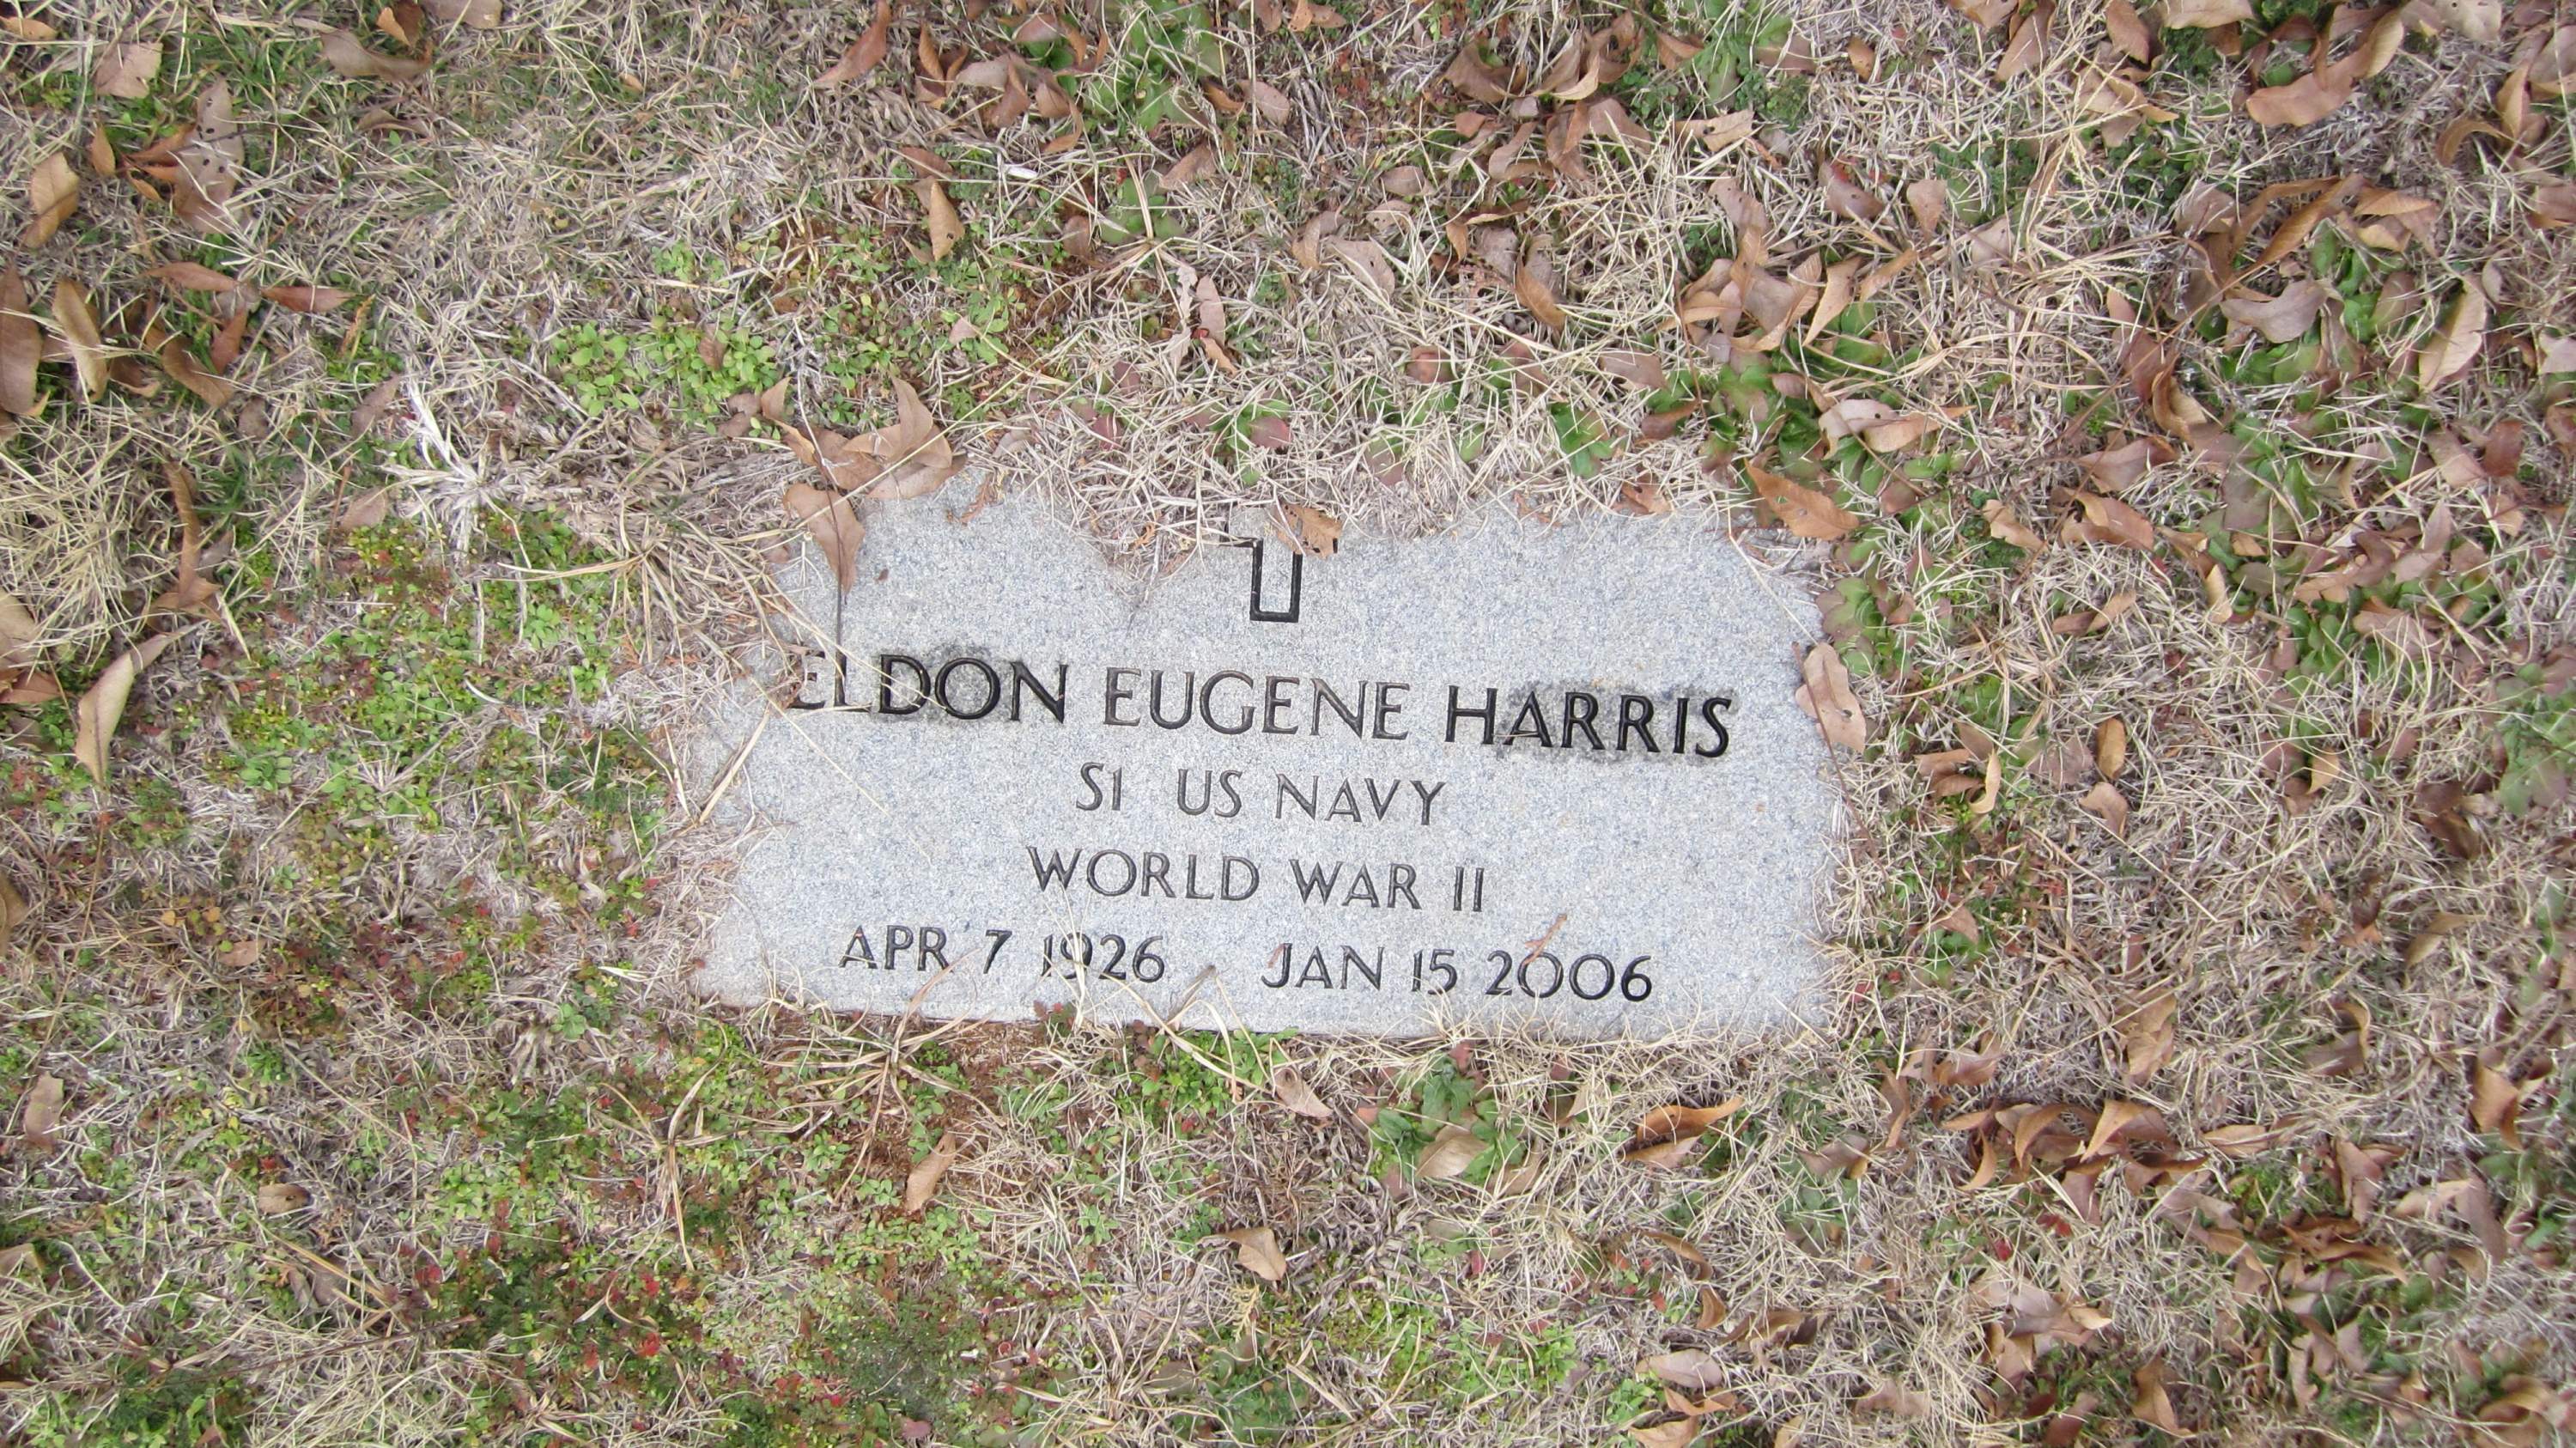 ELDON EUGENE HARRIS
S1 US NAVY
WORLD WAR II
APR 7 1926 JAN 15 2006